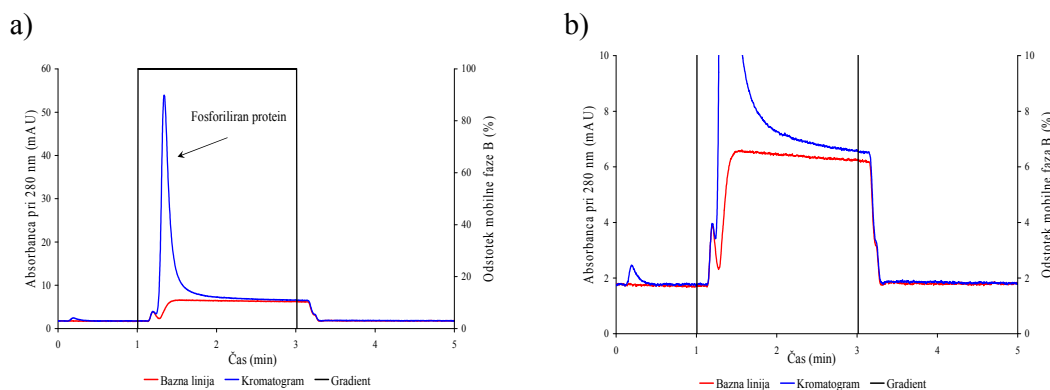 a)
Absorbanca pri 280 nm (mAU)
60
50
40
30
20
10
0
Fosforiliran protein
100
80
60
40
20
0
Odstotek mobilne faze B (%)
0 1 2 3 4 5
Čas (min)
Bazna linija Kromatogram Gradient
b)
Absorbanca pri 280 nm (mAU)
10
8
6
4
2
0
10
8
6
4
2
0
Odstotek mobilne faza B (%)
0 1 2 3 4 5
Čas (min)
Bazna linija Kromatogram Gradient